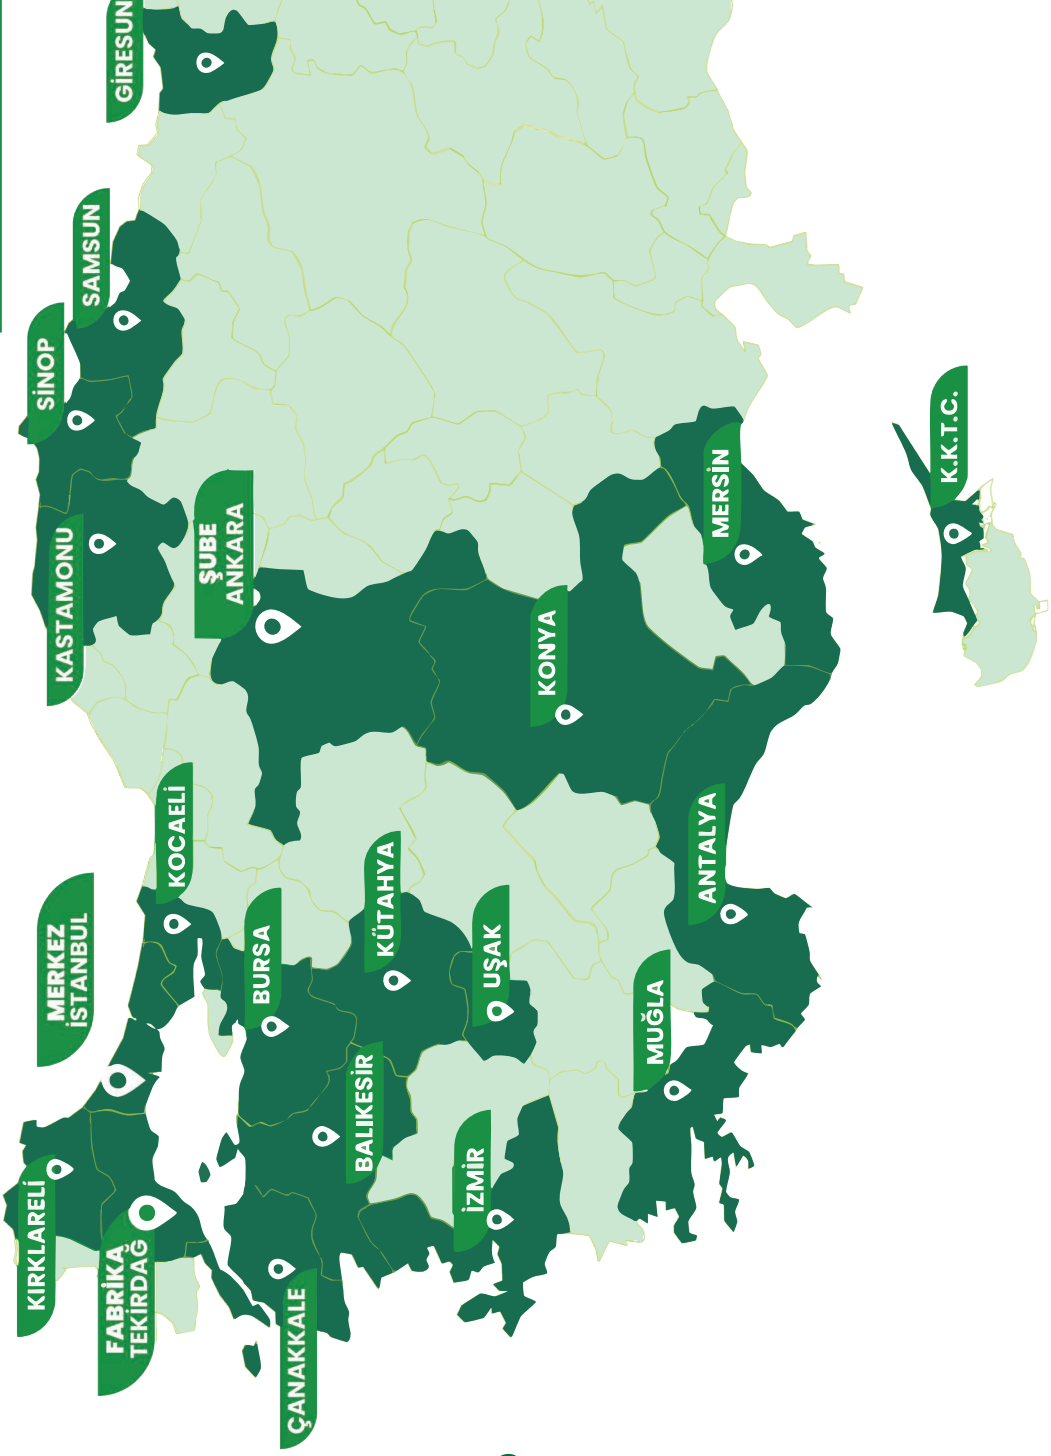 KIRKLARELİ
FABRİKA
TEKİRDAĞ
ÇANAKKALE
MERKEZ
İSTANBUL
KOCAELİ
BURSA
BALIKESİR
KÜTAHYA
İZMİR
UŞAK
MUĞLA
ANTALYA
KASTAMONU
ŞUBE
ANKARA
KONYA
SİNOP
SAMSUN
GİRESUN
MERSİN
K.K.T.C.